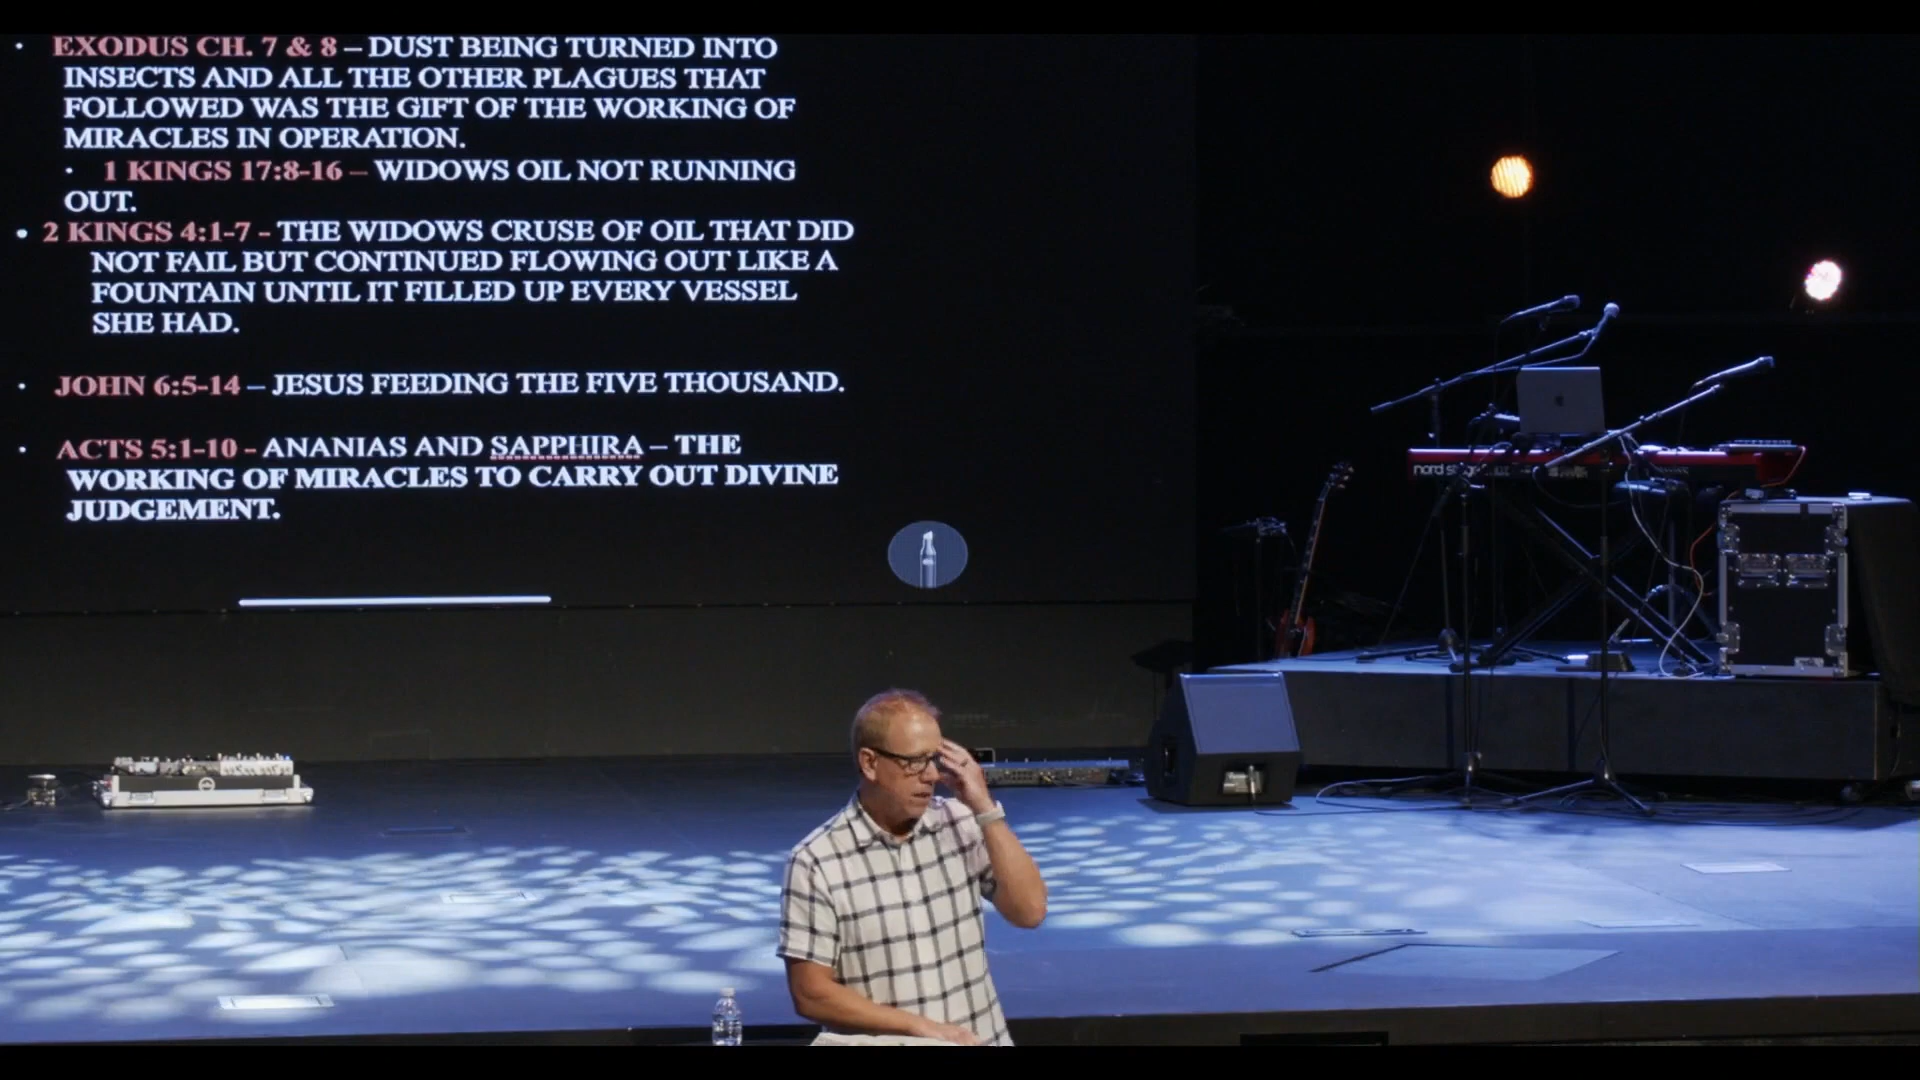 • EXODUS CH. 7 & 8 – DUST BEING TURNED INTO
INSECTS AND ALL THE OTHER PLAGUES THAT
FOLLOWED WAS THE GIFT OF THE WORKING OF
MIRACLES IN OPERATION.
• 1 KINGS 17:8-16 – WIDOWS OIL NOT RUNNING
OUT.
• 2 KINGS 4:1-7 - THE WIDOWS CRUSE OF OIL THAT DID
NOT FAIL BUT CONTINUED FLOWING OUT LIKE A
FOUNTAIN UNTIL IT FILLED UP EVERY VESSEL
SHE HAD.
• JOHN 6:5-14 – JESUS FEEDING THE FIVE THOUSAND.
• ACTS 5:1-10 - ANANIAS AND SAPPHIRA – THE
WORKING OF MIRACLES TO CARRY OUT DIVINE
JUDGEMENT.
nord